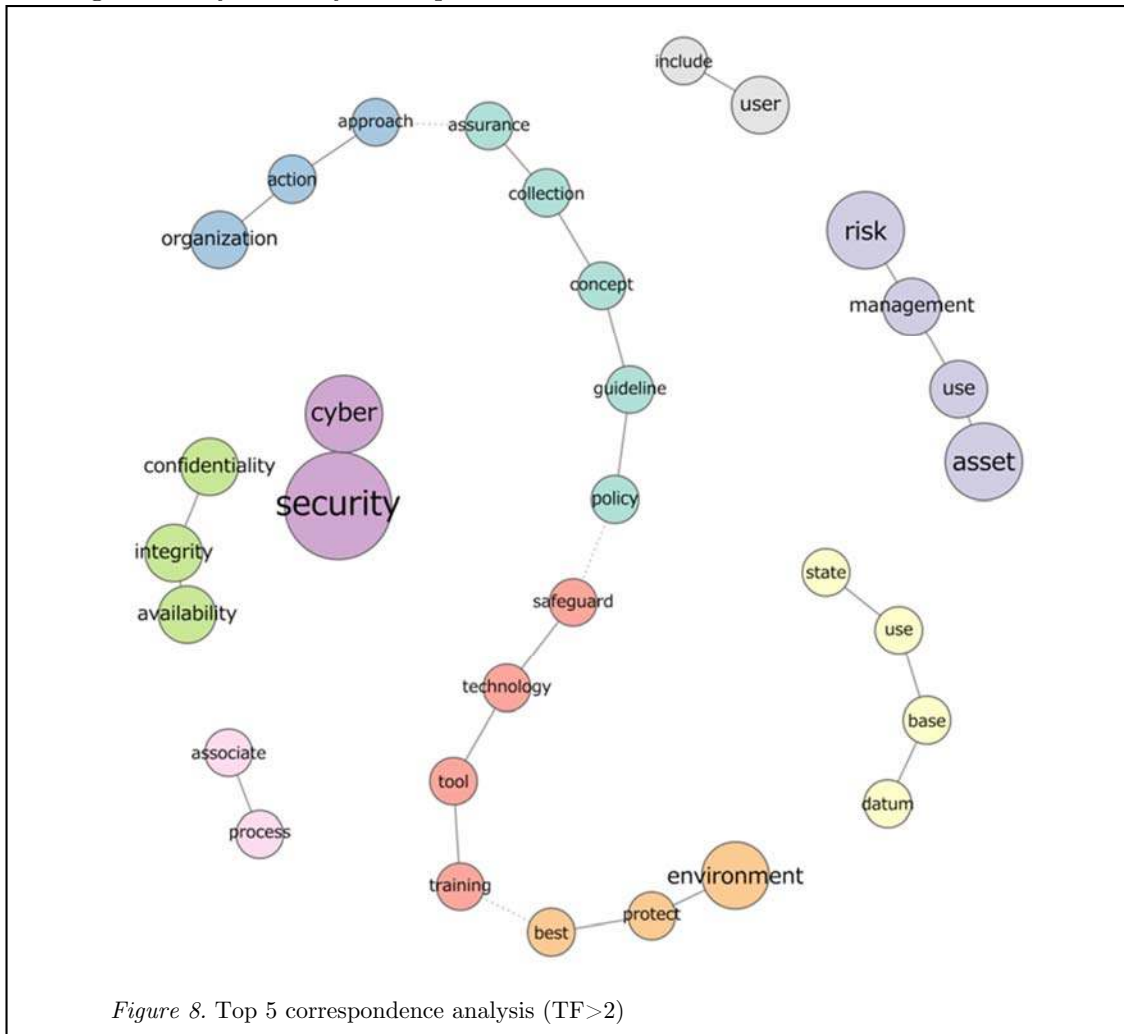 include
user
approach
assurance
action
collection
organization
risk
concept
management
guideline
use
cyber
asset
confidentiality
security
policy
integrity
availability
state
safeguard
use
technology
base
associate
tool
datum
process
environment
training
protect
best
Figure 8. Top 5 correspondence analysis (TF>2)